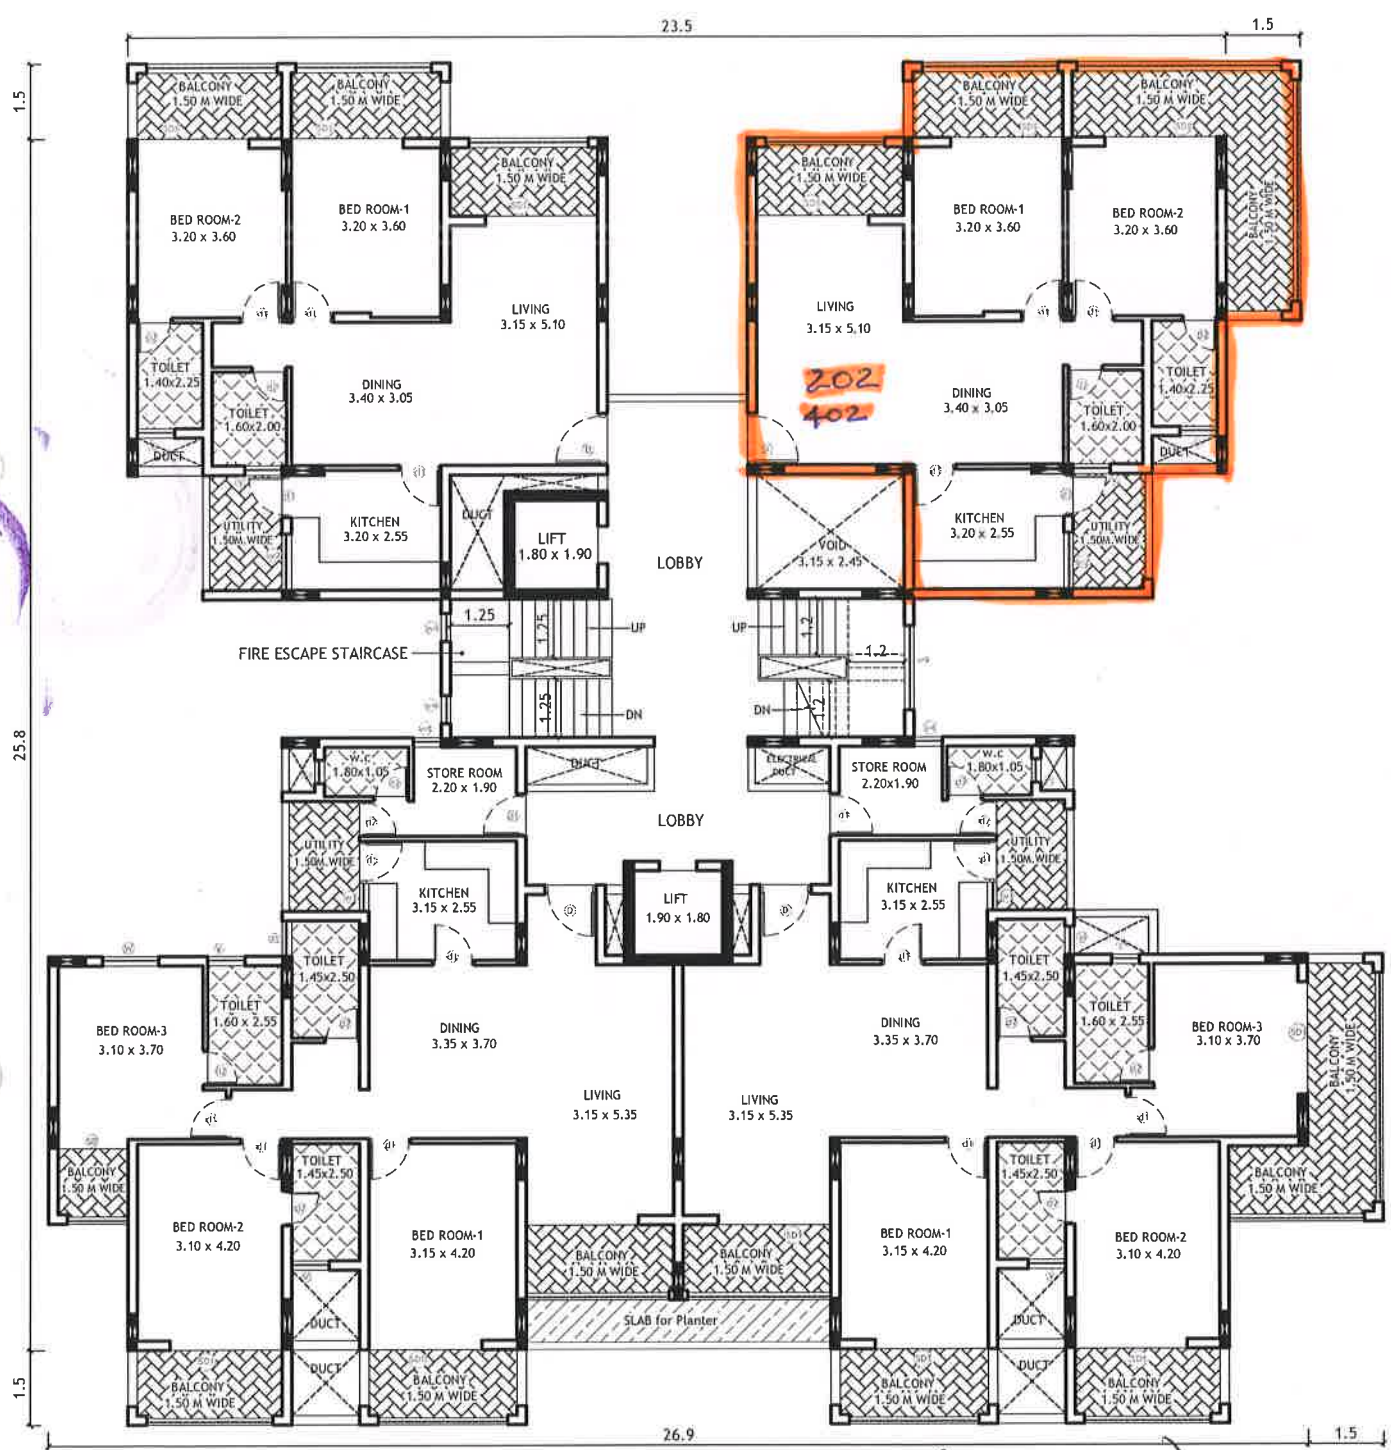 23.5
1.5
1.5
BALCONY
1.50 M WIDE
BALCONY
1.50 M WIDE
BALCONY
1.50 M WIDE
BED ROOM-2
3.20 x 3.60
BED ROOM-1
3.20 x 3.60
LIVING
3.15 x 5.10
DINING
3.40 x 3.05
TOILET
1.40x2.25
TOILET
1.60x2.00
DUCT
UTILITY
1.50M.WIDE
KITCHEN
3.20 x 2.55
DUCT
LIFT
1.80 x 1.90
BALCONY
1.50 M WIDE
BALCONY
1.50 M WIDE
BALCONY
1.50 M WIDE
BALCONY
1.50 M WIDE
BED ROOM-1
3.20 x 3.60
BED ROOM-2
3.20 x 3.60
LIVING
3.15 x 5.10
202
402
DINING
3.40 x 3.05
TOILET
1.60x2.00
TOILET
1.40x2.25
DUCT
VOID
3.15 x 2.45
KITCHEN
3.20 x 2.55
UTILITY
1.50M.WIDE
LOBBY
1.25
1.25
UP
FIRE ESCAPE STAIRCASE
1.25
DN
UP
1.2
1.2
DN
1.2
25.8
W.C
1.80x1.05
STORE ROOM
2.20 x 1.90
DUCT
ELECTRICAL
DUCT
STORE ROOM
2.20x1.90
W.C
1.80x1.05
LOBBY
UTILITY
1.50M.WIDE
KITCHEN
3.15 x 2.55
D
LIFT
1.90 x 1.80
D
KITCHEN
3.15 x 2.55
UTILITY
1.50M.WIDE
TOILET
1.45x2.50
TOILET
1.60 x 2.55
BED ROOM-3
3.10 x 3.70
DINING
3.35 x 3.70
LIVING
3.15 x 5.35
DINING
3.35 x 3.70
LIVING
3.15 x 5.35
TOILET
1.45x2.50
TOILET
1.60 x 2.55
BED ROOM-3
3.10 x 3.70
BALCONY
1.50 M WIDE
BALCONY
1.50 M WIDE
BED ROOM-2
3.10 x 4.20
TOILET
1.45x2.50
BED ROOM-1
3.15 x 4.20
BALCONY
1.50 M WIDE
BALCONY
1.50 M WIDE
BED ROOM-1
3.15 x 4.20
TOILET
1.45x2.50
BED ROOM-2
3.10 x 4.20
BALCONY
1.50 M WIDE
SLAB for Planter
DUCT
DUCT
DUCT
DUCT
1.5
BALCONY
1.50 M WIDE
BALCONY
1.50 M WIDE
BALCONY
1.50 M WIDE
BALCONY
1.50 M WIDE
26.9
1.5